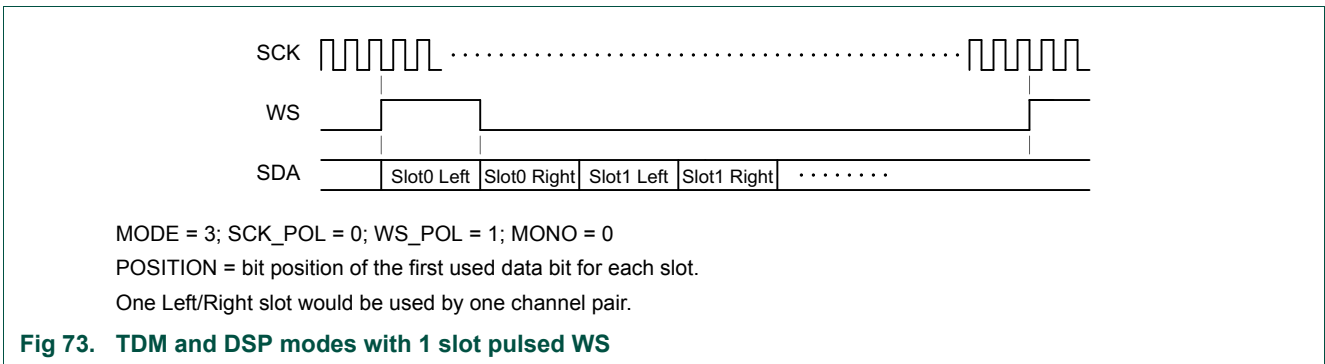 SCK
WS
SDA Slot0 Left Slot0 Right Slot1 Left Slot1 Right
MODE = 3; SCK_POL = 0; WS_POL = 1; MONO = 0
POSITION = bit position of the first used data bit for each slot.
One Left/Right slot would be used by one channel pair.
Fig 73. TDM and DSP modes with 1 slot pulsed WS